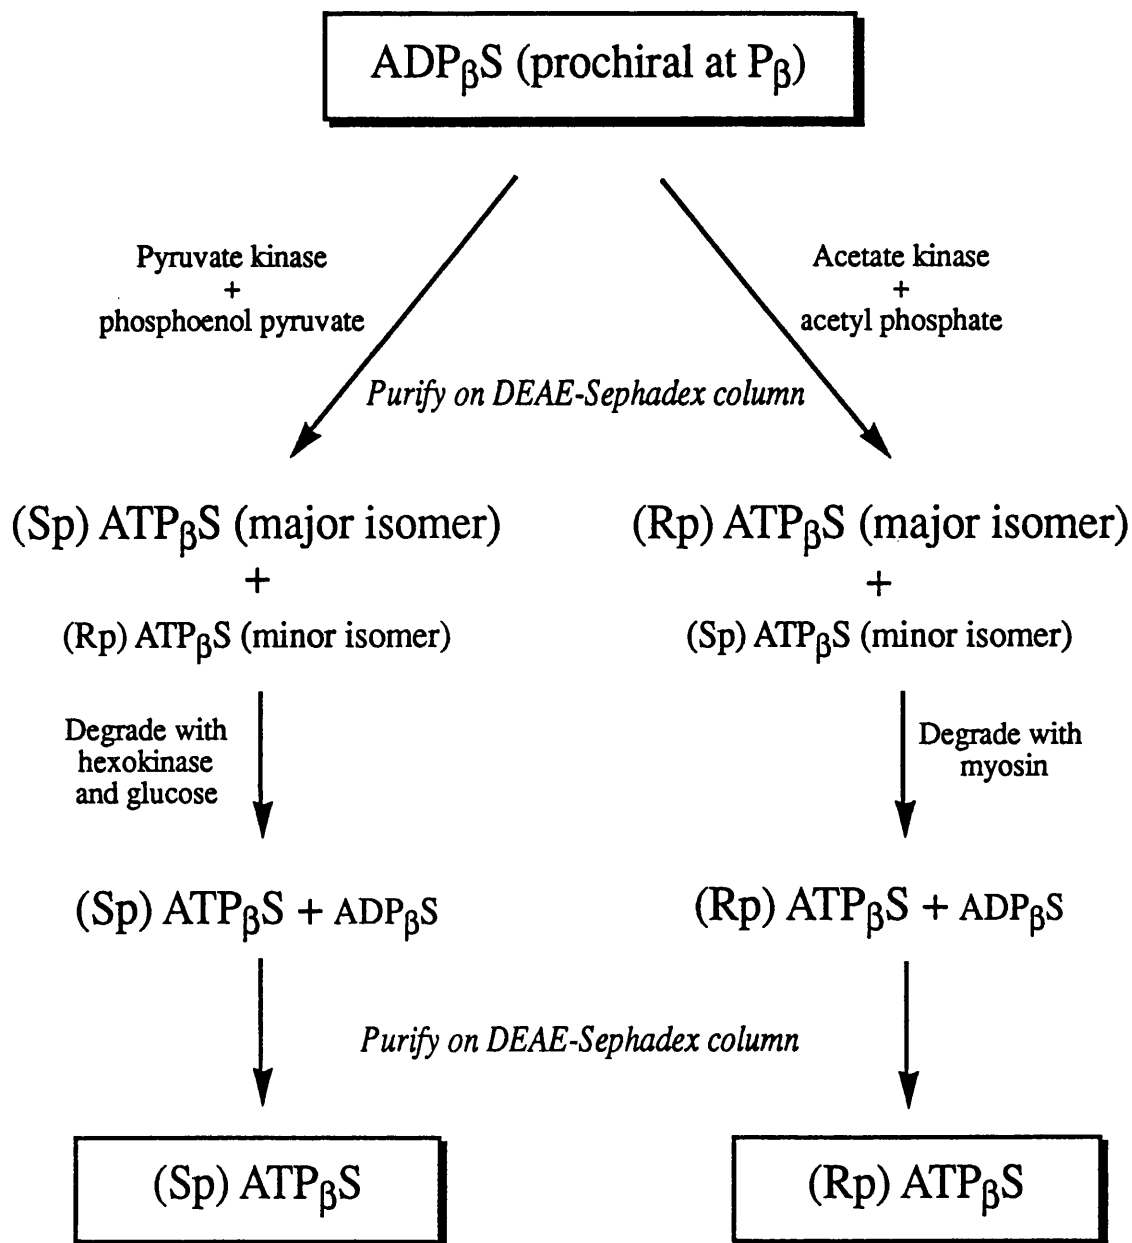 ADPβS (prochiral at Pβ)
Pyruvate kinase
+
phosphoenol pyruvate
Acetate kinase
+
acetyl phosphate
Purify on DEAE-Sephadex column
(Sp) ATPβS (major isomer)
+
(Rp) ATPβS (minor isomer)
(Rp) ATPβS (major isomer)
+
(Sp) ATPβS (minor isomer)
Degrade with
hexokinase
and glucose
Degrade with
myosin
(Sp) ATPβS + ADPβS
(Rp) ATPβS + ADPβS
Purify on DEAE-Sephadex column
(Sp) ATPβS
(Rp) ATPβS